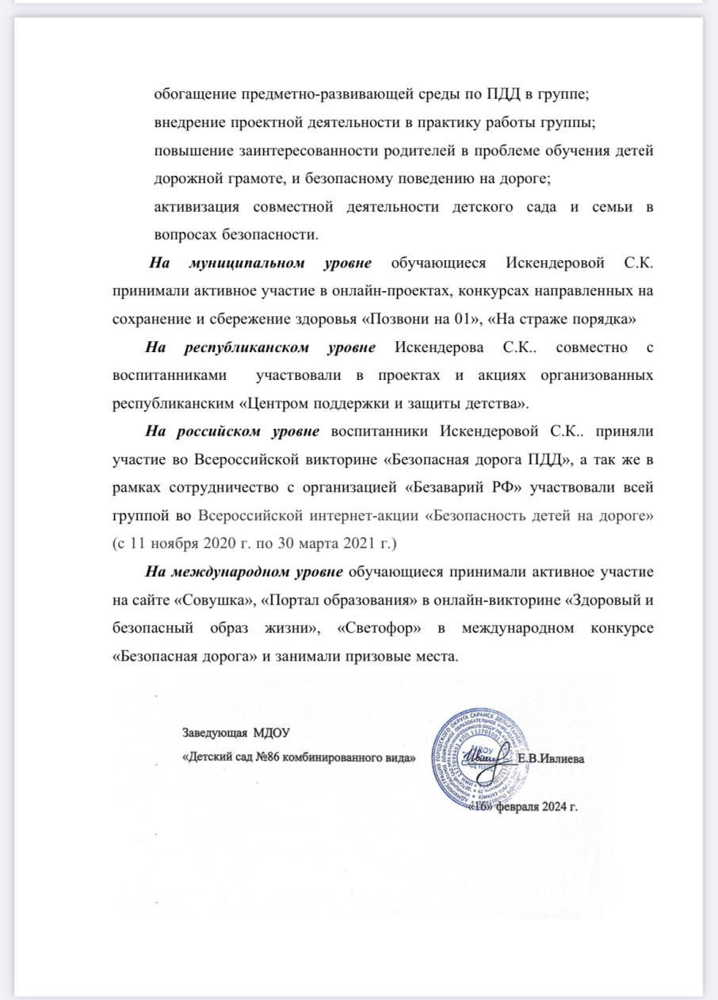 обогащение предметно-развивающей среды по ПДД в группе;
внедрение проектной деятельности в практику работы группы;
повышение заинтересованности родителей в проблеме обучения детей
дорожной грамоте, и безопасному поведению на дороге;
активизация совместной деятельности детского сада и семьи в
вопросах безопасности.
На муниципальном уровне обучающиеся Искендеровой С.К.
принимали активное участие в онлайн-проектах, конкурсах направленных на
сохранение и сбережение здоровья «Позвони на 01», «На страже порядка»
На республиканском уровне Искендерова С.К.. совместно с
воспитанниками участвовали в проектах и акциях организованных
республиканским «Центром поддержки и защиты детства».
На российском уровне воспитанники Искендеровой С.К.. приняли
участие во Всероссийской викторине «Безопасная дорога ПДД», а так же в
рамках сотрудничество с организацией «Безаварий РФ» участвовали всей
группой во Всероссийской интернет-акции «Безопасность детей на дороге»
(с 11 ноября 2020 г. по 30 марта 2021 г.)
На международном уровне обучающиеся принимали активное участие
на сайте «Совушка», «Портал образования» в онлайн-викторине «Здоровый и
безопасный образ жизни», «Светофор» в международном конкурсе
«Безопасная дорога» и занимали призовые места.
Заведующая МДОУ
«Детский сад №86 комбинированного вида»
Е.В.Ивлиева
«16» февраля 2024 г.